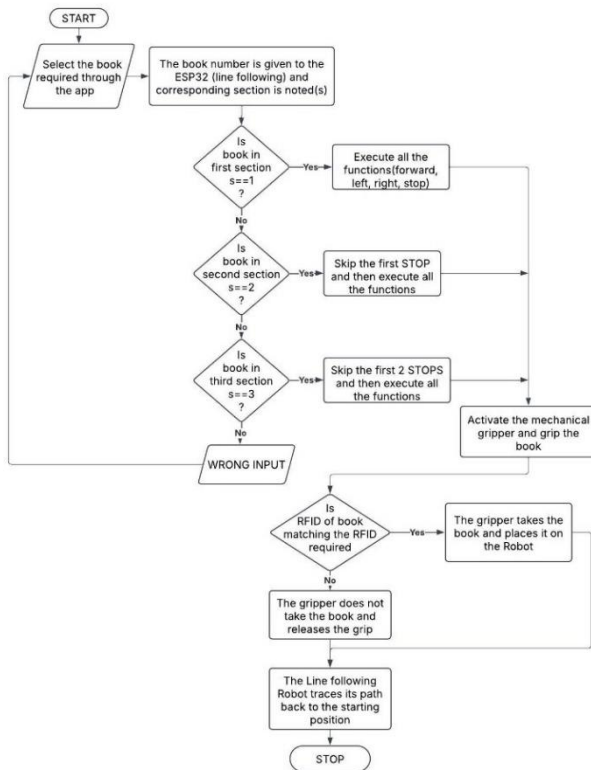 START
Select the book
required through
the app
The book number is given to the
ESP32 (line following) and
corresponding section is noted(s)
Is
book in
first section
s==1
?
Yes
Execute all the
functions(forward,
left, right, stop)
No
Is
book in
second section
s==2
?
Yes
Skip the first STOP
and then execute all
the functions
No
Is
book in
third section
s==3
?
Yes
Skip the first 2 STOPS
and then execute all
the functions
No
WRONG INPUT
Activate the mechanical
gripper and grip the
book
Is
RFID of book
matching the RFID
required
Yes
The gripper takes the
book and places it on
the Robot
No
The gripper does not
take the book and
releases the grip
The Line following
Robot traces its path
back to the starting
position
STOP